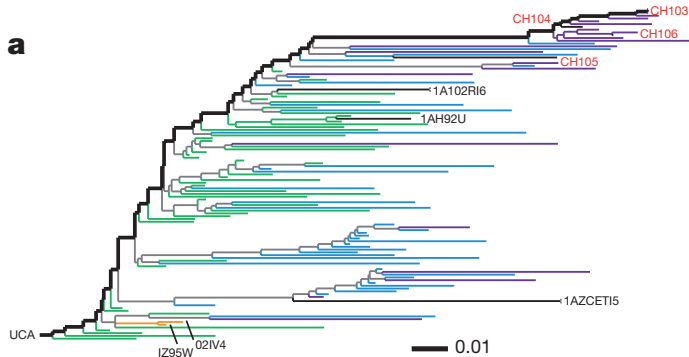 a
CH103
CH104
CH106
CH105
1A102RI6
1AH92U
1AZCETI5
UCA
02IV4
IZ95W
0.01